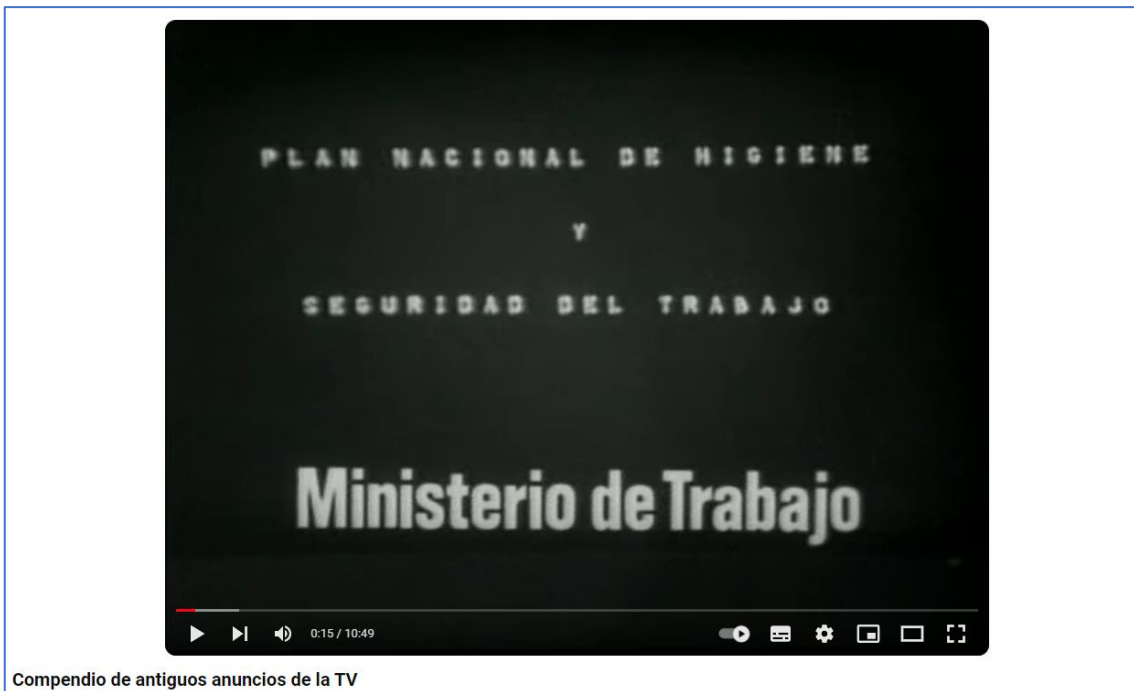 PLAN NACIONAL DE HIGIENE
Y
SEGURIDAD DEL TRABAJO
Ministerio de Trabajo
0:15 / 10:49
Compendio de antiguos anuncios de la TV